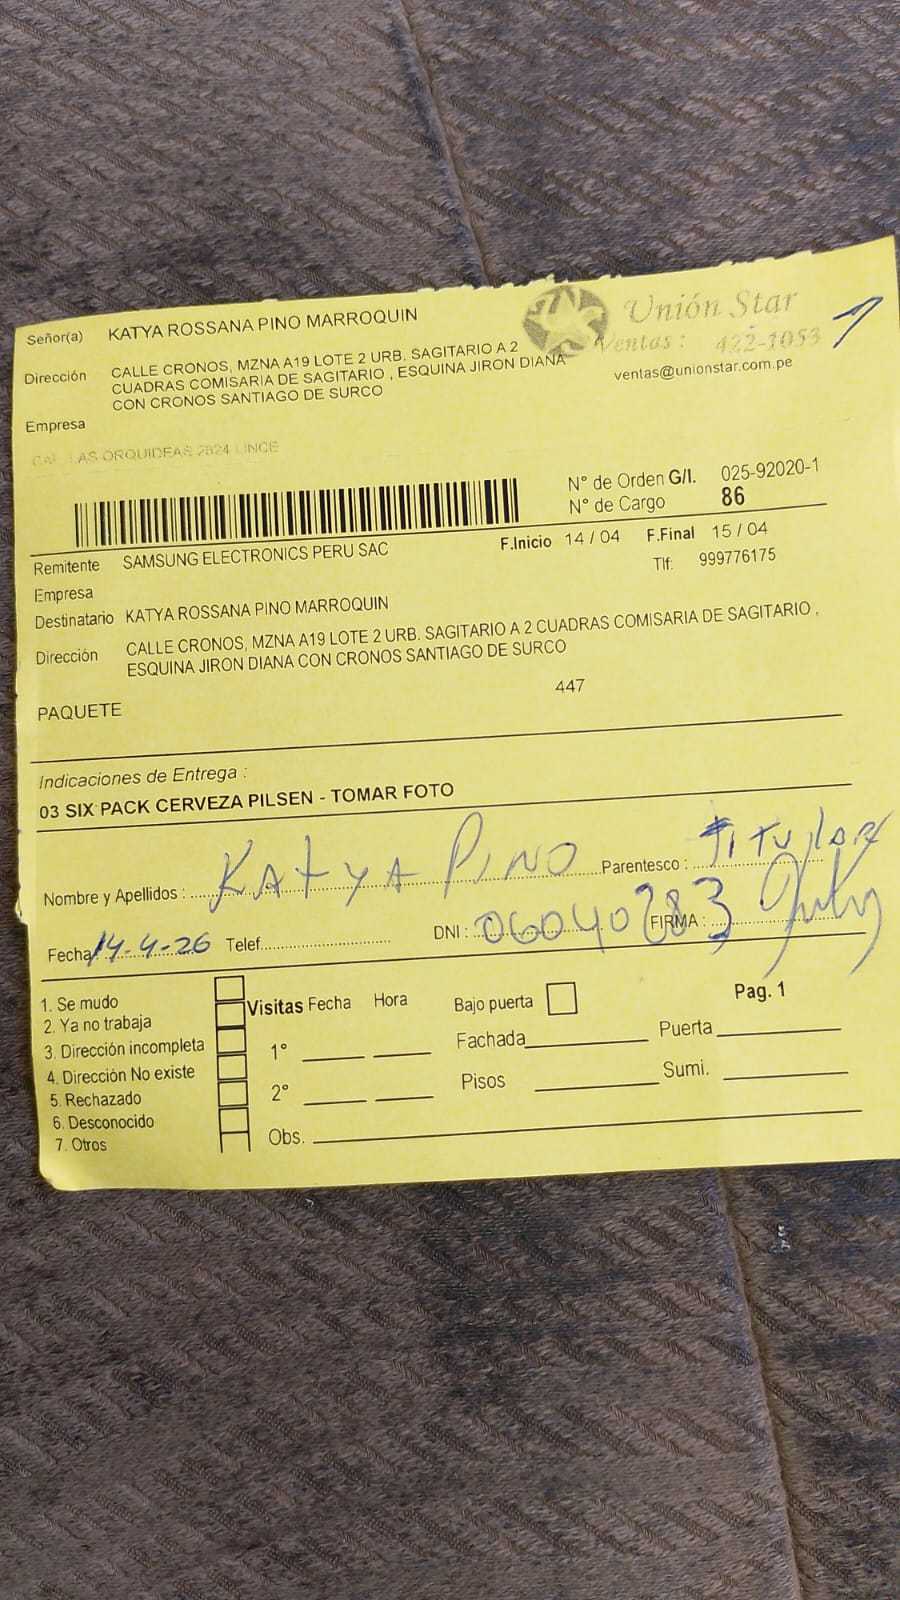 Señor(a) KATYA ROSSANA PINO MARROQUIN
Unión Star
Ventas : 422-1053
ventas@unionstar.com.pe
Dirección CALLE CRONOS, MZNA A19 LOTE 2 URB. SAGITARIO A 2
CUADRAS COMISARIA DE SAGITARIO , ESQUINA JIRON DIANA
CON CRONOS SANTIAGO DE SURCO
Empresa
LAS ORQUIDEAS 2824 LINCE
N° de Orden G/I. 025-92020-1
N° de Cargo 86
Remitente SAMSUNG ELECTRONICS PERU SAC
F.Inicio 14 / 04 F.Final 15 / 04
Empresa
Tlf: 999776175
Destinatario KATYA ROSSANA PINO MARROQUIN
Dirección CALLE CRONOS, MZNA A19 LOTE 2 URB. SAGITARIO A 2 CUADRAS COMISARIA DE SAGITARIO ,
ESQUINA JIRON DIANA CON CRONOS SANTIAGO DE SURCO
PAQUETE 447
Indicaciones de Entrega :
03 SIX PACK CERVEZA PILSEN - TOMAR FOTO
Nombre y Apellidos : KATYA PINO Parentesco : TITULAR
Fecha 14-4-26 Telef. DNI : 06040283 FIRMA :
1. Se mudo
2. Ya no trabaja
3. Dirección incompleta
4. Dirección No existe
5. Rechazado
6. Desconocido
7. Otros
Visitas Fecha Hora
1°
2°
Obs.
Bajo puerta
Pag. 1
Fachada Puerta
Pisos Sumi.